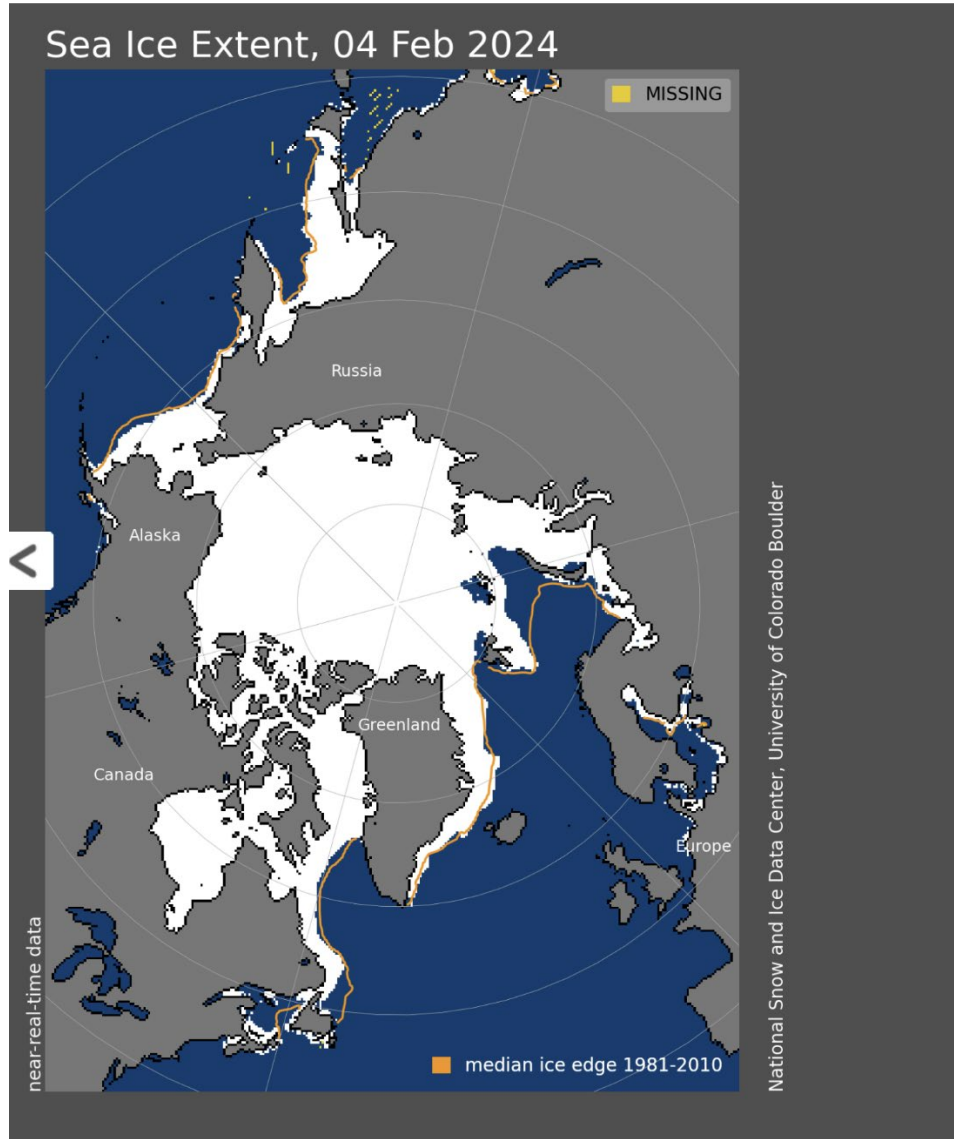 Sea Ice Extent, 04 Feb 2024
MISSING
Russia
Alaska
Greenland
Canada
Europe
near-real-time data
median ice edge 1981-2010
National Snow and Ice Data Center, University of Colorado Boulder